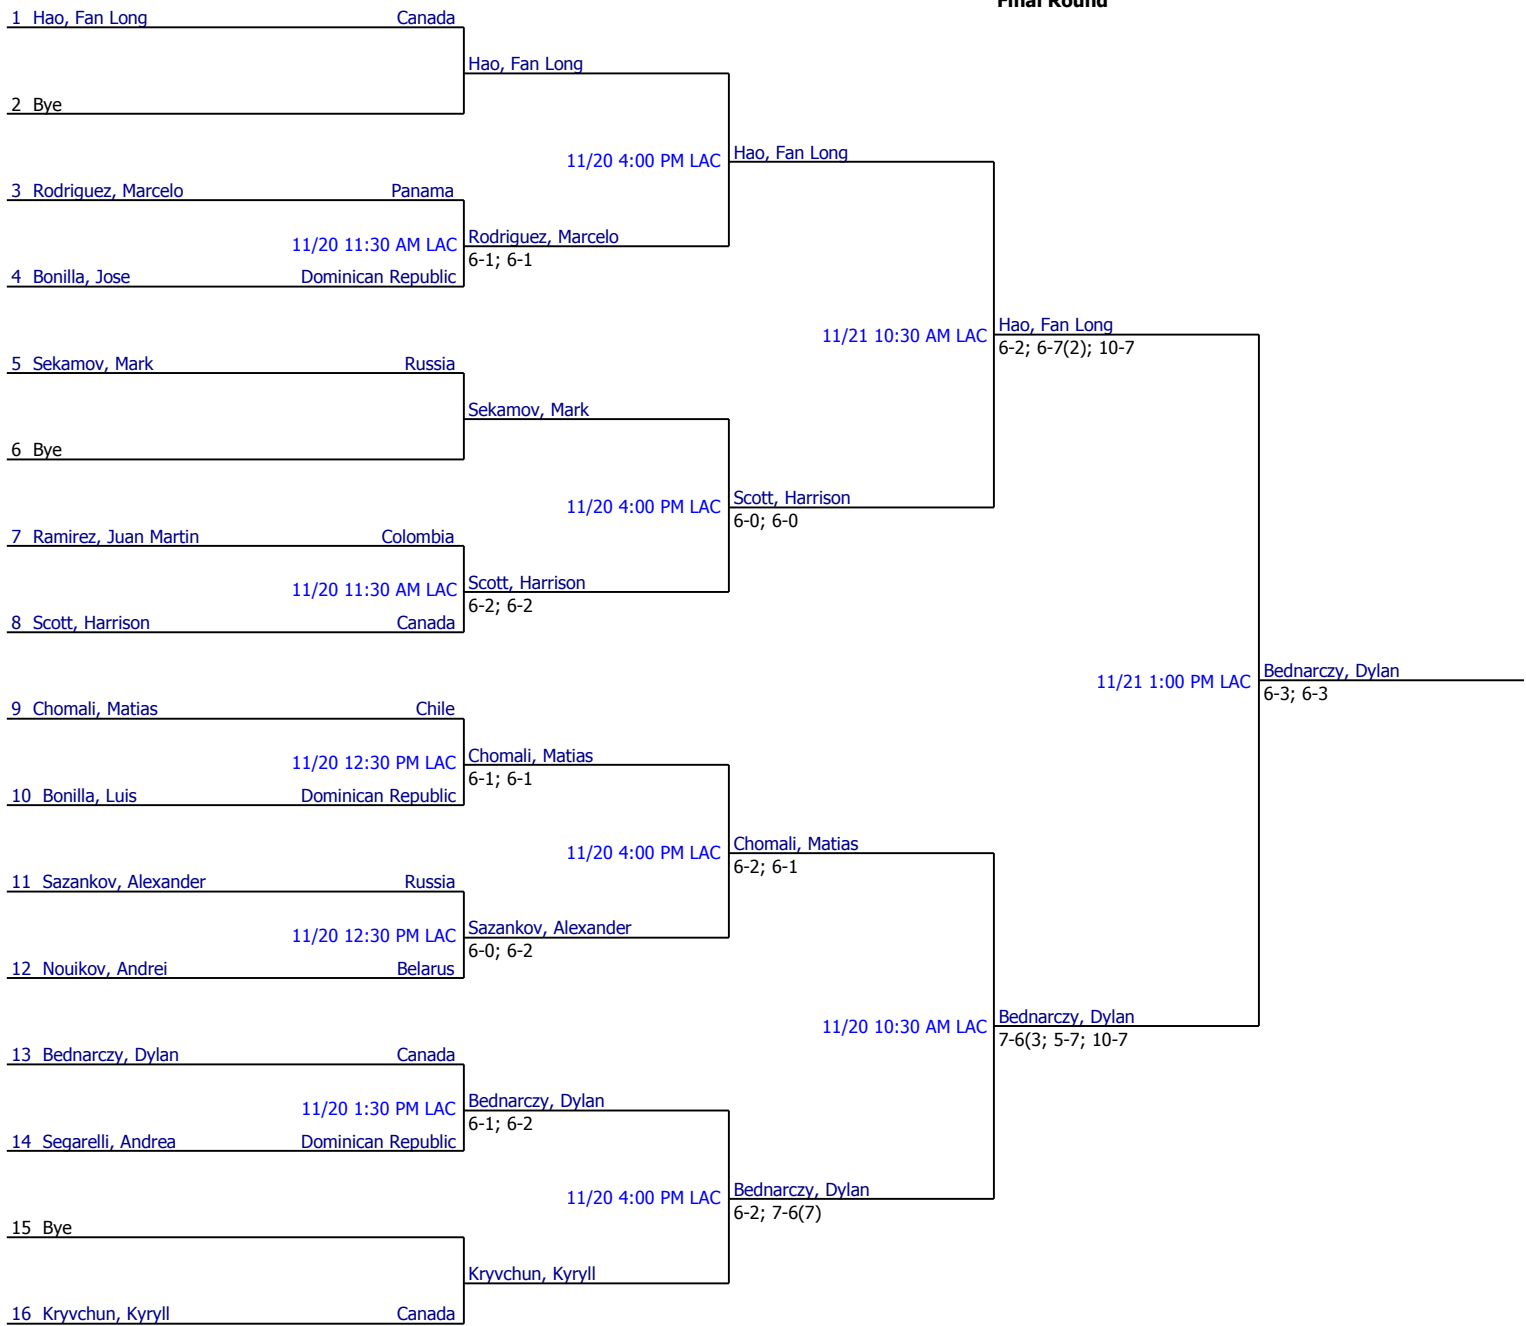 Final Round
1 Hao, Fan Long Canada
Hao, Fan Long
2 Bye
11/20 4:00 PM LAC Hao, Fan Long
3 Rodriguez, Marcelo Panama
11/20 11:30 AM LAC Rodriguez, Marcelo
6-1; 6-1
4 Bonilla, Jose Dominican Republic
11/21 10:30 AM LAC Hao, Fan Long
6-2; 6-7(2); 10-7
5 Sekamov, Mark Russia
Sekamov, Mark
6 Bye
11/20 4:00 PM LAC Scott, Harrison
6-0; 6-0
7 Ramirez, Juan Martin Colombia
11/20 11:30 AM LAC Scott, Harrison
6-2; 6-2
8 Scott, Harrison Canada
11/21 1:00 PM LAC Bednarczy, Dylan
6-3; 6-3
9 Chomali, Matias Chile
11/20 12:30 PM LAC Chomali, Matias
6-1; 6-1
10 Bonilla, Luis Dominican Republic
11/20 4:00 PM LAC Chomali, Matias
6-2; 6-1
11 Sazankov, Alexander Russia
11/20 12:30 PM LAC Sazankov, Alexander
6-0; 6-2
12 Nouikov, Andrei Belarus
11/20 10:30 AM LAC Bednarczy, Dylan
7-6(3; 5-7; 10-7
13 Bednarczy, Dylan Canada
11/20 1:30 PM LAC Bednarczy, Dylan
6-1; 6-2
14 Segarelli, Andrea Dominican Republic
11/20 4:00 PM LAC Bednarczy, Dylan
6-2; 7-6(7)
15 Bye
Kryvchun, Kyryll
16 Kryvchun, Kyryll Canada